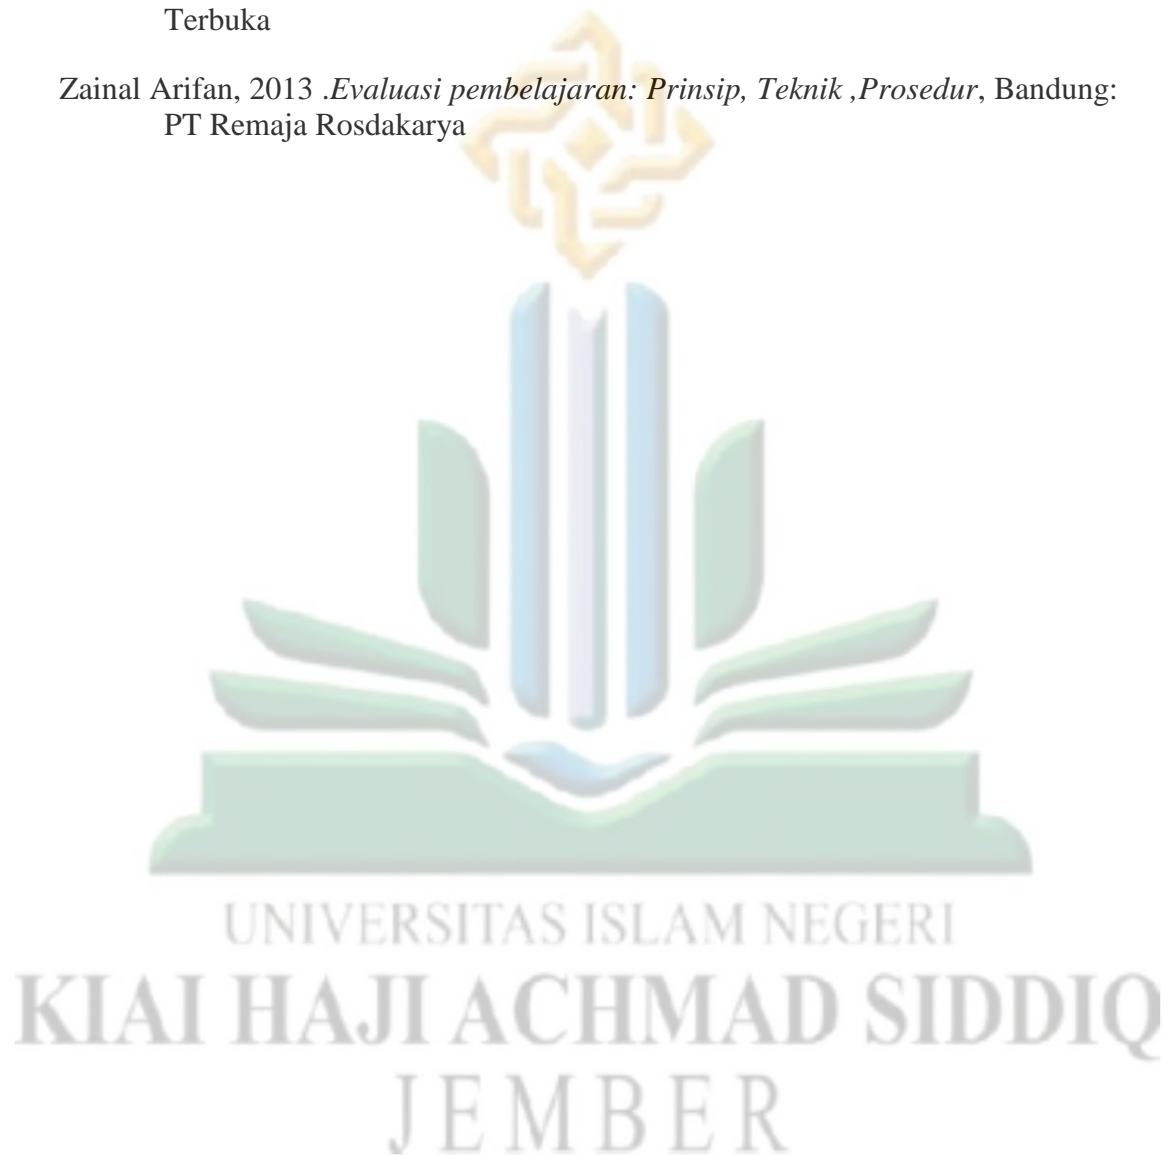 Terbuka
Zainal Arifan, 2013 .Evaluasi pembelajaran: Prinsip, Teknik ,Prosedur, Bandung:
PT Remaja Rosdakarya
UNIVERSITAS ISLAM NEGERI
KIAI HAJI ACHMAD SIDDIQ
JEMBER